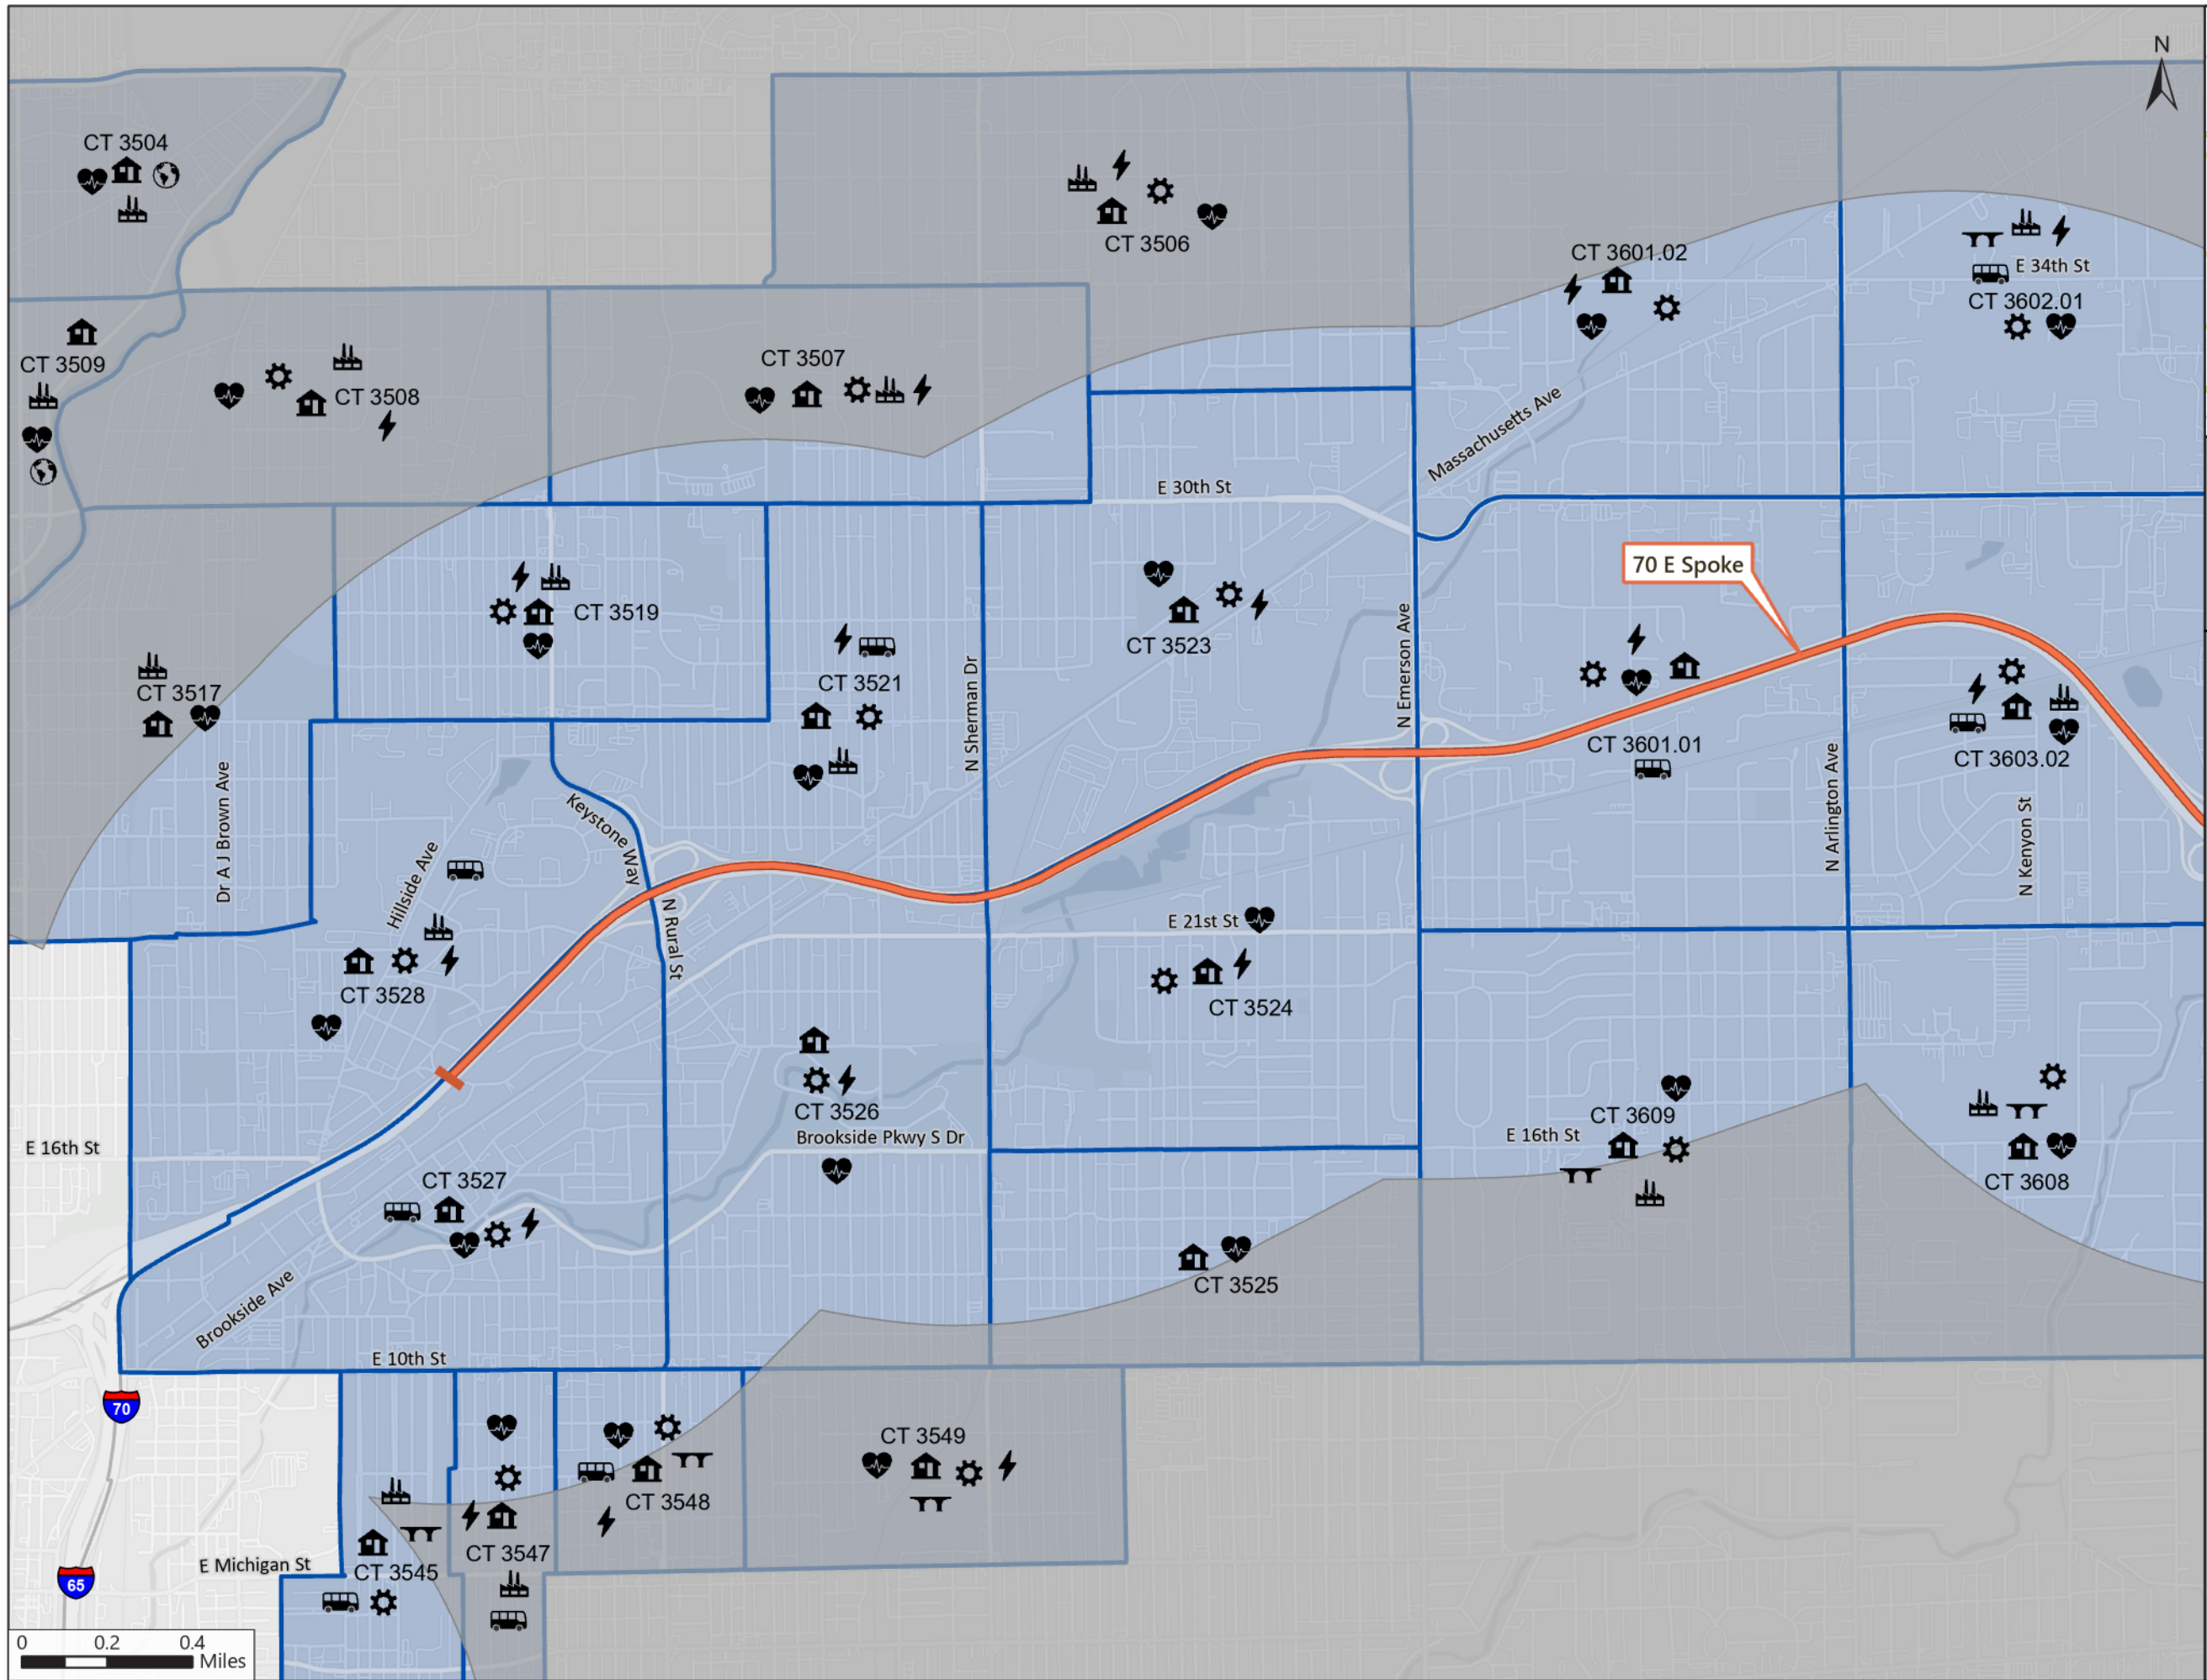 N
CT 3504
CT 3506
CT 3601.02
E 34th St
CT 3602.01
CT 3509
CT 3508
CT 3507
Massachusetts Ave
E 30th St
70 E Spoke
CT 3519
CT 3523
N Emerson Ave
CT 3517
CT 3521
N Sherman Dr
CT 3601.01
N Arlington Ave
CT 3603.02
Dr A J Brown Ave
Keystone Way
Hillside Ave
N Kenyon St
N Rural St
E 21st St
CT 3528
CT 3524
CT 3526
Brookside Pkwy S Dr
CT 3609
E 16th St
E 16th St
CT 3527
CT 3608
CT 3525
Brookside Ave
E 10th St
70
CT 3549
CT 3548
CT 3547
E Michigan St
CT 3545
65
0 0.2 0.4
Miles